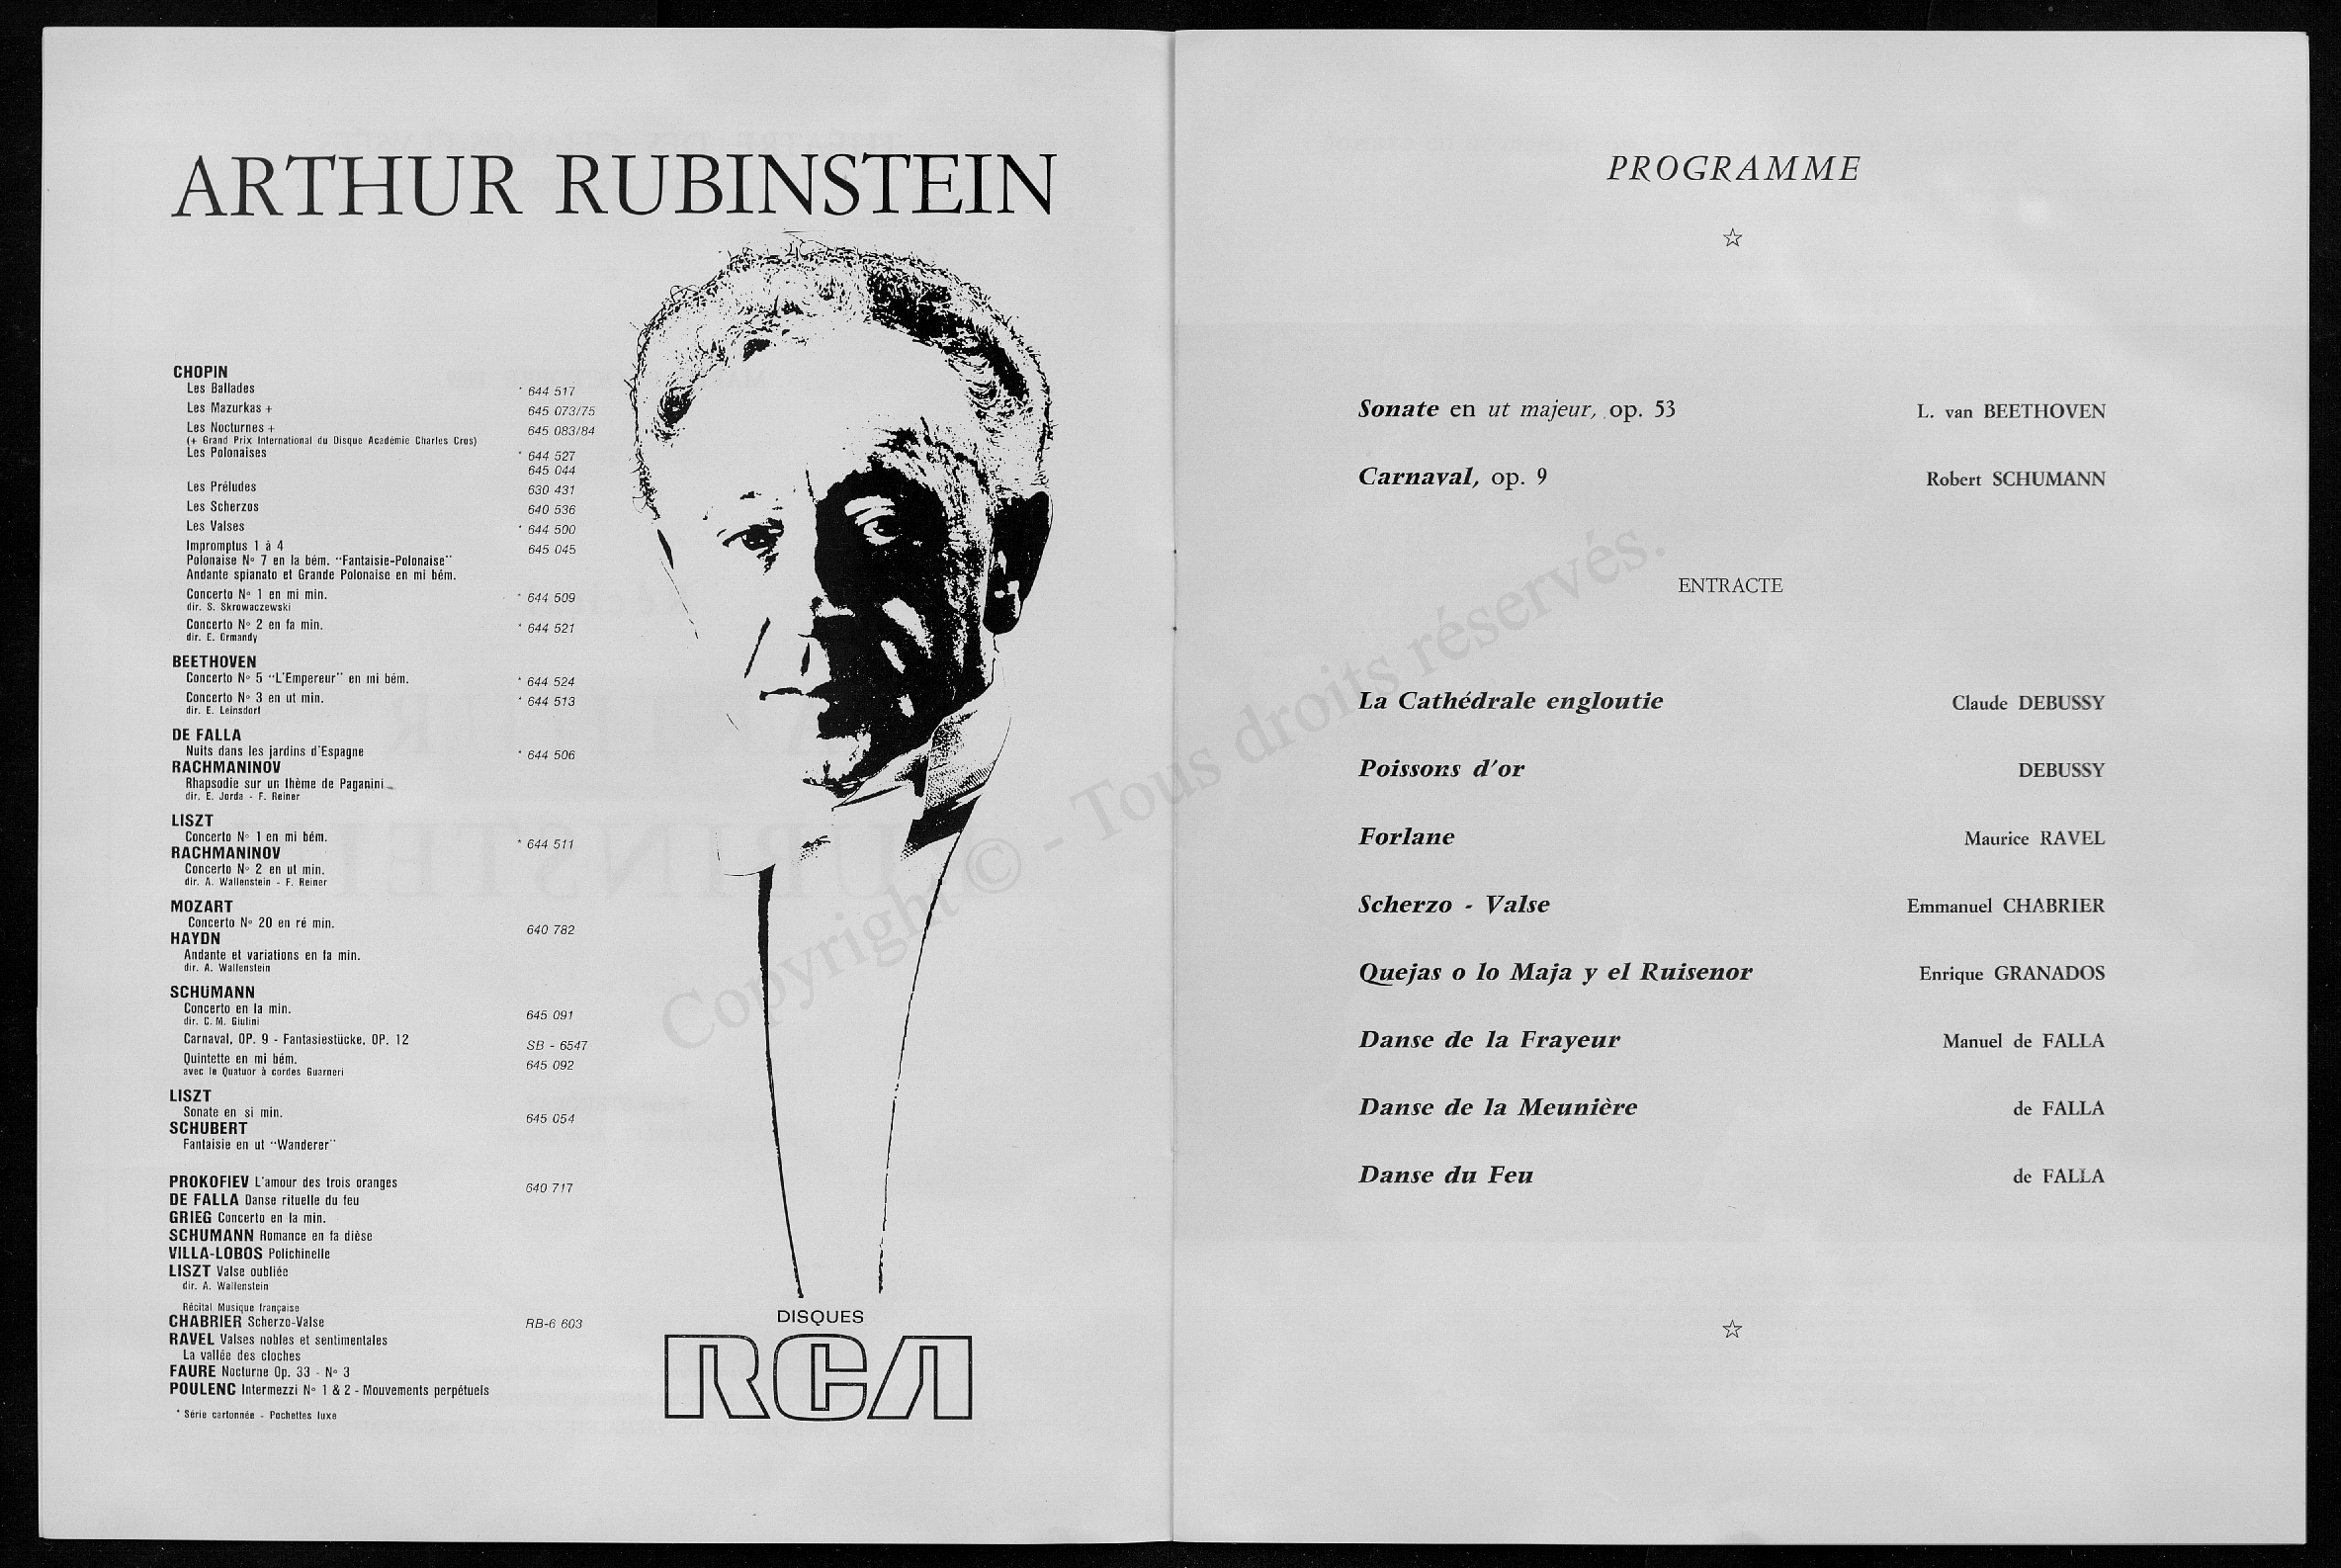 ARTHUR RUBINSTEIN
CHOPIN
Les Ballades * 644 517
Les Mazurkas + 645 073/75
Les Nocturnes + 645 083/84
(+ Grand Prix International du Disque Académie Charles Cros)
Les Polonaises * 644 527
645 044
Les Préludes 630 431
Les Scherzos 640 536
Les Valses * 644 500
Impromptus 1 à 4 645 045
Polonaise No 7 en la bém. "Fantaisie-Polonaise"
Andante spianato et Grande Polonaise en mi bém.
Concerto No 1 en mi min. * 644 509
dir. S. Skrowaczewski
Concerto No 2 en fa min. * 644 521
dir. E. Ormandy
BEETHOVEN
Concerto No 5 "L'Empereur" en mi bém. * 644 524
Concerto No 3 en ut min. * 644 513
dir. E. Leinsdorf
DE FALLA
Nuits dans les jardins d'Espagne * 644 506
RACHMANINOV
Rhapsodie sur un thème de Paganini
dir. E. Jorda - F. Reiner
LISZT
Concerto No 1 en mi bém. * 644 511
RACHMANINOV
Concerto No 2 en ut min.
dir. A. Wallenstein - F. Reiner
MOZART
Concerto No 20 en ré min. 640 782
HAYDN
Andante et variations en fa min.
dir. A. Wallenstein
SCHUMANN
Concerto en la min. 645 091
dir. C. M. Giulini
Carnaval, OP. 9 - Fantasiestücke, OP. 12 SB - 6547
Quintette en mi bém. 645 092
avec le Quatuor à cordes Guarneri
LISZT
Sonate en si min. 645 054
SCHUBERT
Fantaisie en ut "Wanderer"
PROKOFIEV L'amour des trois oranges 640 717
DE FALLA Danse rituelle du feu
GRIEG Concerto en la min.
SCHUMANN Romance en fa dièse
VILLA-LOBOS Polichinelle
LISZT Valse oubliée
dir. A. Wallenstein
Récital Musique française
CHABRIER Scherzo-Valse RB-6 603
RAVEL Valses nobles et sentimentales
La vallée des cloches
FAURE Nocturne Op. 33 - No 3
POULENC Intermezzi No 1 & 2 - Mouvements perpétuels
* Série cartonnée - Pochettes luxe
DISQUES
RCA
PROGRAMME
Sonate en ut majeur, op. 53 L. van BEETHOVEN
Carnaval, op. 9 Robert SCHUMANN
ENTRACTE
La Cathédrale engloutie Claude DEBUSSY
Poissons d'or DEBUSSY
Forlane Maurice RAVEL
Scherzo - Valse Emmanuel CHABRIER
Quejas o lo Maja y el Ruisenor Enrique GRANADOS
Danse de la Frayeur Manuel de FALLA
Danse de la Meunière de FALLA
Danse du Feu de FALLA
Copyright © - Tous droits réservés.